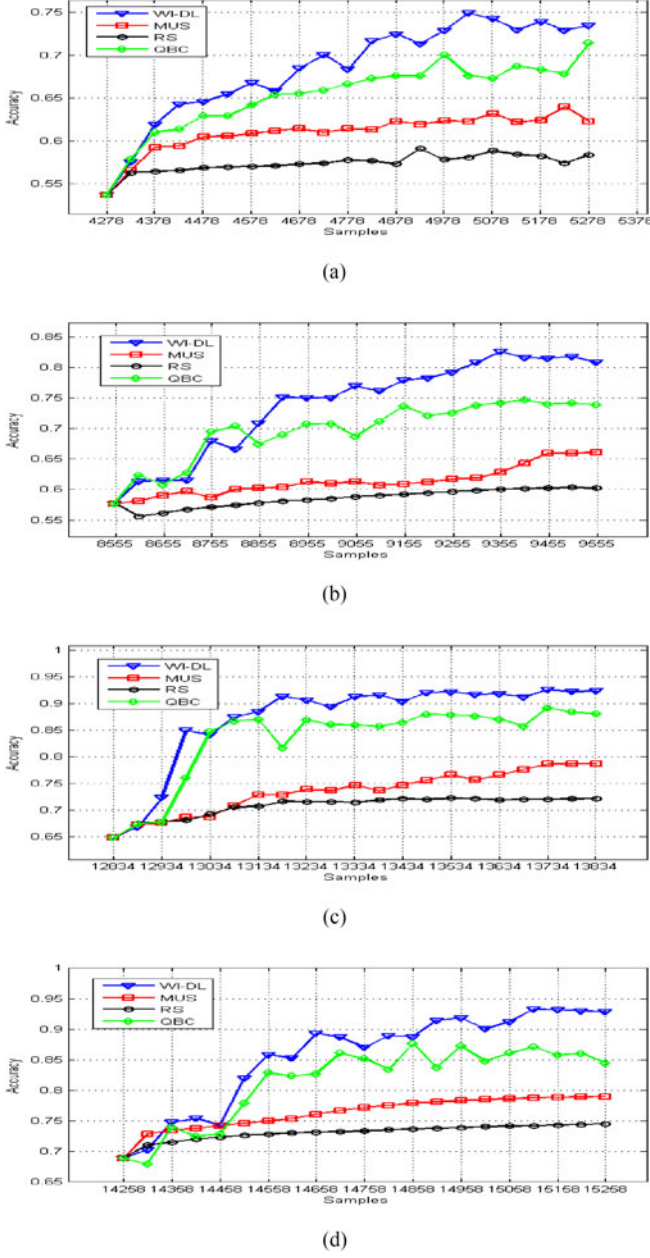 0.75
0.7
0.65
0.6
0.55
Accuracy
WI-DL
MUS
RS
QBC
4278 4378 4478 4578 4678 4778 4878 4978 5078 5178 5278 5378
Samples
(a)
0.85
0.8
0.75
0.7
0.65
0.6
0.55
Accuracy
WI-DL
MUS
RS
QBC
8555 8655 8755 8855 8955 9055 9155 9255 9355 9455 9555
Samples
(b)
1
0.95
0.9
0.85
0.8
0.75
0.7
0.65
Accuracy
WI-DL
MUS
RS
QBC
12834 12934 13034 13134 13234 13334 13434 13534 13634 13734 13834
Samples
(c)
1
0.95
0.9
0.85
0.8
0.75
0.7
0.65
Accuracy
WI-DL
MUS
RS
QBC
14258 14358 14458 14558 14658 14758 14858 14958 15058 15158 15258
Samples
(d)